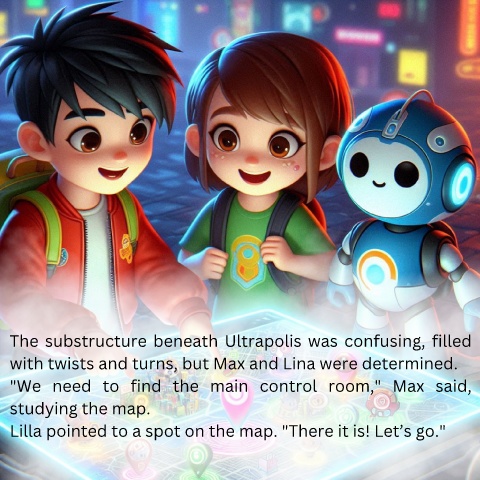 The substructure beneath Ultrapolis was confusing, filled
with twists and turns, but Max and Lina were determined.
"We need to find the main control room," Max said,
studying the map.
Lilla pointed to a spot on the map. "There it is! Let’s go."